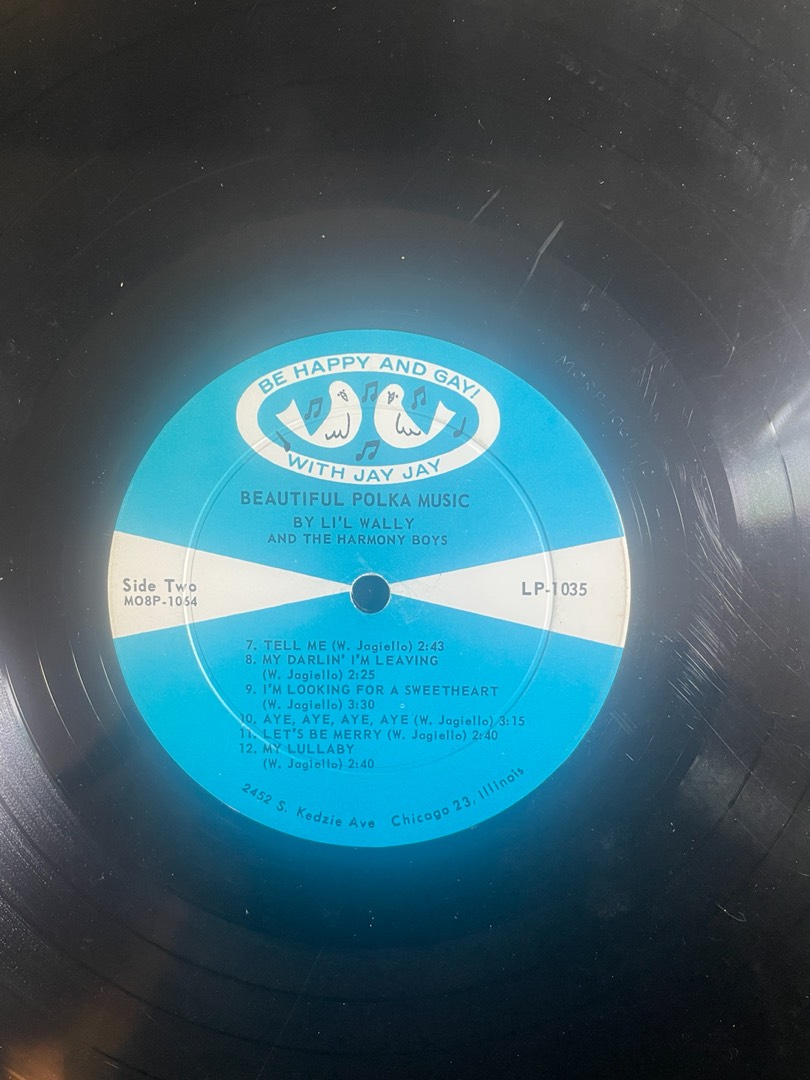 BE HAPPY AND GAY!
WITH JAY JAY
BEAUTIFUL POLKA MUSIC
BY LI'L WALLY
AND THE HARMONY BOYS
Side Two
MO8P-1064
LP-1035
7. TELL ME (W. Jagiello) 2:43
8. MY DARLIN' I'M LEAVING
(W. Jagiello) 2:25
9. I'M LOOKING FOR A SWEETHEART
(W. Jagiello) 3:30
10. AYE, AYE, AYE, AYE (W. Jagiello) 3:15
11. LET'S BE MERRY (W. Jagiello) 2:40
12. MY LULLABY
(W. Jagiello) 2:40
2452 S. Kedzie Ave Chicago 23, Illinois